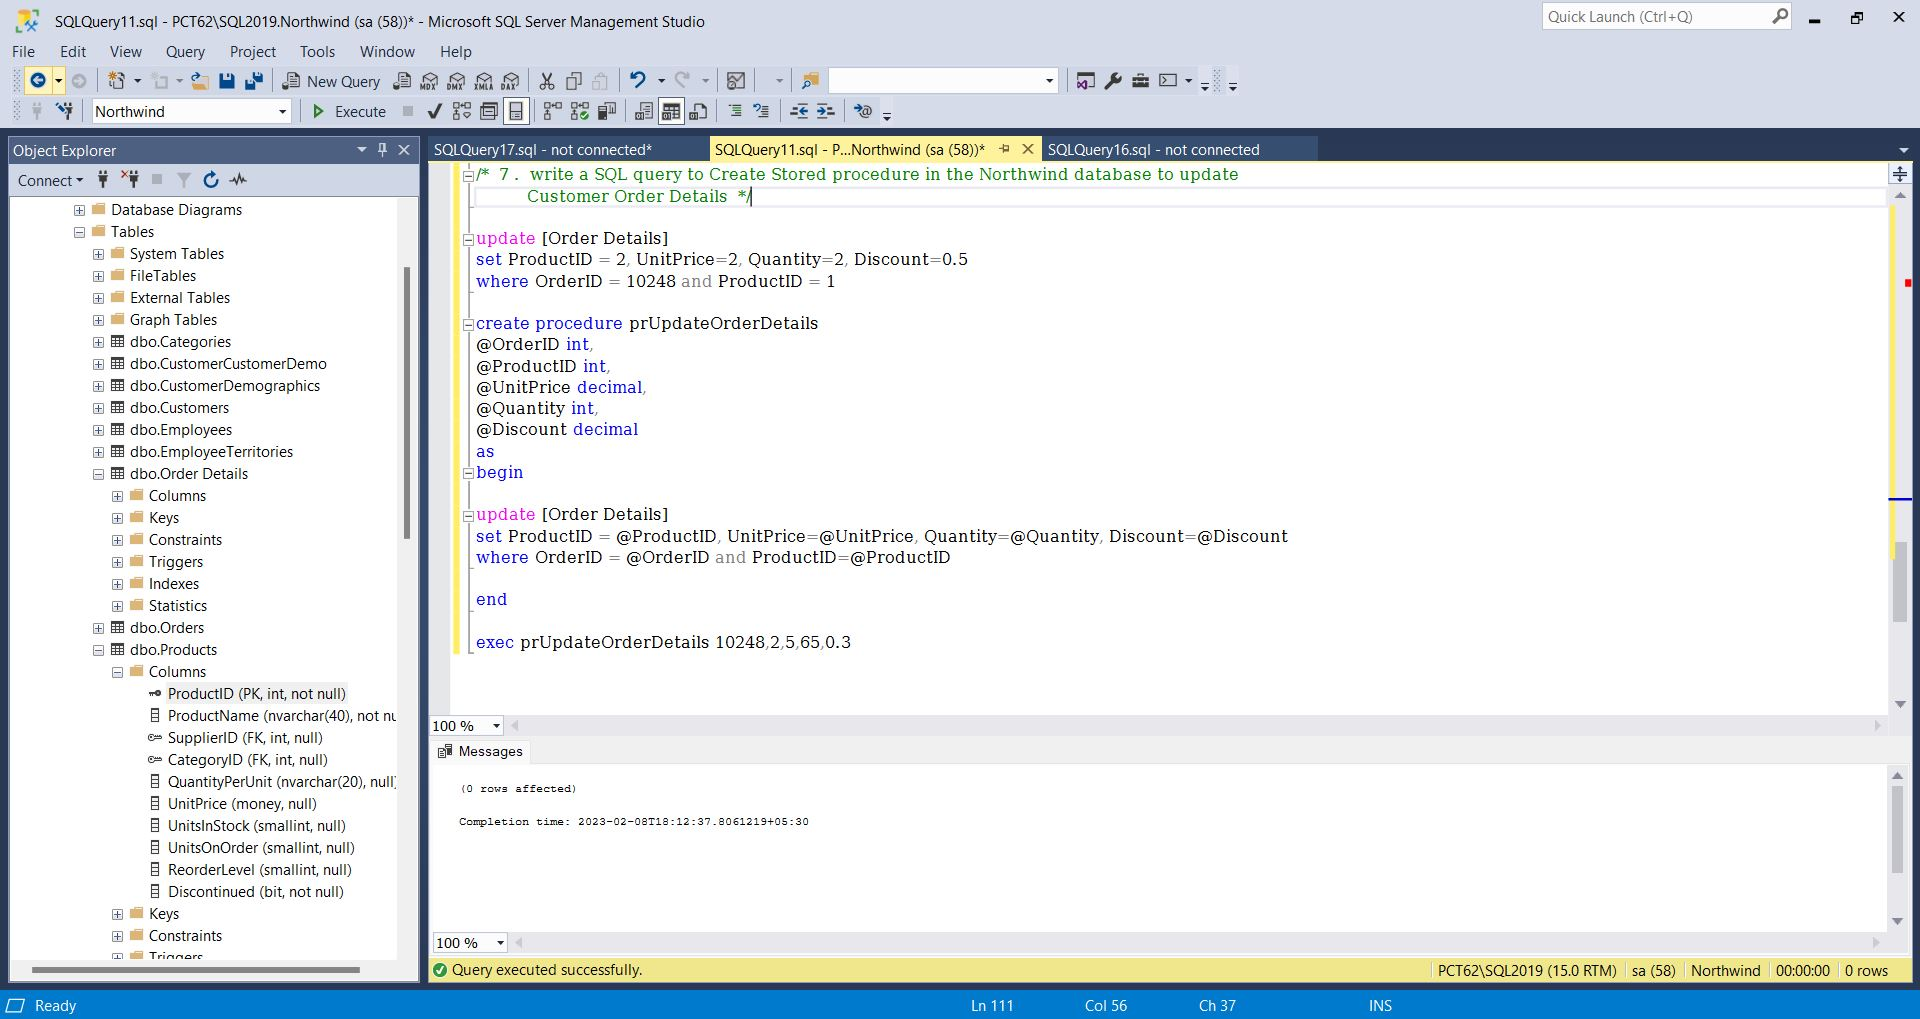 SQLQuery11.sql - PCT62\SQL2019.Northwind (sa (58))* - Microsoft SQL Server Management Studio
Quick Launch (Ctrl+Q)
File Edit View Query Project Tools Window Help
New Query MDX DMX XMLA DAX
Northwind Execute
Object Explorer
SQLQuery17.sql - not connected* SQLQuery11.sql - P...Northwind (sa (58))* SQLQuery16.sql - not connected
Connect
Database Diagrams
Tables
System Tables
FileTables
External Tables
Graph Tables
dbo.Categories
dbo.CustomerCustomerDemo
dbo.CustomerDemographics
dbo.Customers
dbo.Employees
dbo.EmployeeTerritories
dbo.Order Details
Columns
Keys
Constraints
Triggers
Indexes
Statistics
dbo.Orders
dbo.Products
Columns
ProductID (PK, int, not null)
ProductName (nvarchar(40), not nu
SupplierID (FK, int, null)
CategoryID (FK, int, null)
QuantityPerUnit (nvarchar(20), null)
UnitPrice (money, null)
UnitsInStock (smallint, null)
UnitsOnOrder (smallint, null)
ReorderLevel (smallint, null)
Discontinued (bit, not null)
Keys
Constraints
Triggers
/* 7 . write a SQL query to Create Stored procedure in the Northwind database to update
Customer Order Details */
update [Order Details]
set ProductID = 2, UnitPrice=2, Quantity=2, Discount=0.5
where OrderID = 10248 and ProductID = 1
create procedure prUpdateOrderDetails
@OrderID int,
@ProductID int,
@UnitPrice decimal,
@Quantity int,
@Discount decimal
as
begin
update [Order Details]
set ProductID = @ProductID, UnitPrice=@UnitPrice, Quantity=@Quantity, Discount=@Discount
where OrderID = @OrderID and ProductID=@ProductID
end
exec prUpdateOrderDetails 10248,2,5,65,0.3
100 %
Messages
(0 rows affected)
Completion time: 2023-02-08T18:12:37.8061219+05:30
100 %
Query executed successfully. PCT62\SQL2019 (15.0 RTM) sa (58) Northwind 00:00:00 0 rows
Ready Ln 111 Col 56 Ch 37 INS